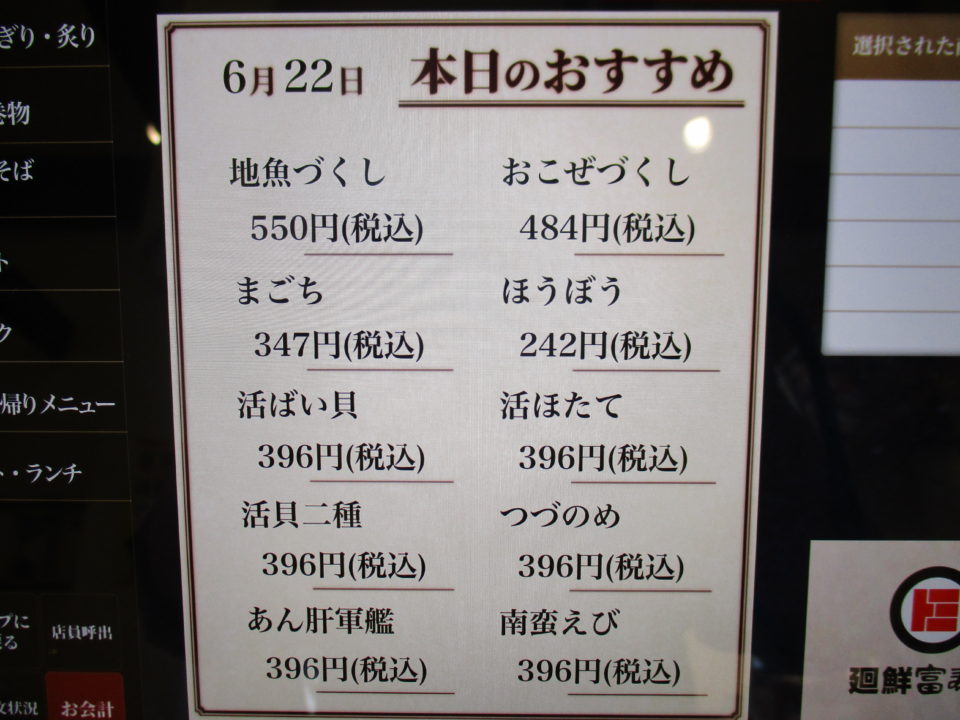 6月22日 本日のおすすめ
地魚づくし
550円(税込)
おこぜづくし
484円(税込)
まごち
347円(税込)
ほうぼう
242円(税込)
活ばい貝
396円(税込)
活ほたて
396円(税込)
活貝二種
396円(税込)
つづのめ
396円(税込)
あん肝軍艦
396円(税込)
南蛮えび
396円(税込)
ぎり・炙り
巻物
そば
ト
ク
帰りメニュー
・ランチ
プに
店員呼出
状況
お会計
選択された
廻鮮富